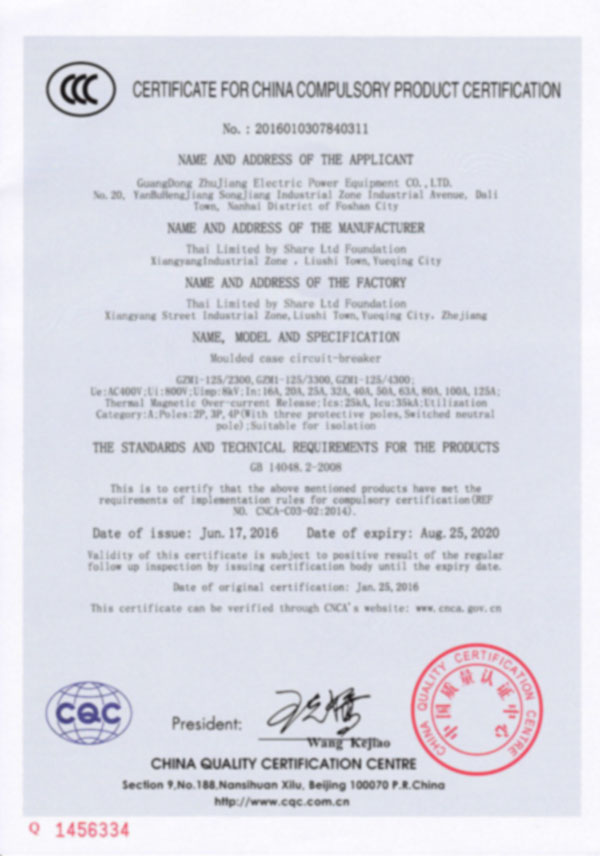 CCC
CERTIFICATE FOR CHINA COMPULSORY PRODUCT CERTIFICATION
No. : 2016010307840311
NAME AND ADDRESS OF THE APPLICANT
GuangDong ZhuJiang Electric Power Equipment CO.,LTD.
No. 20, YanBuHengJiang SongJiang Industrial Zone Industrial Avenue, Dali
Town, Nanhai District of Foshan City
NAME AND ADDRESS OF THE MANUFACTURER
Thai Limited by Share Ltd Foundation
XiangyangIndustrial Zone , Liushi Town,Yueqing City
NAME AND ADDRESS OF THE FACTORY
Thai Limited by Share Ltd Foundation
Xiangyang Street Industrial Zone,Liushi Town,Yueqing City. Zhejiang
NAME, MODEL AND SPECIFICATION
Moulded case circuit-breaker
GZM1-125/2300,GZM1-125/3300,GZM1-125/4300;
Ue:AC400V;Ui:800V;Uimp:8kV;In:16A,20A,25A,32A,40A,50A,63A,80A,100A,125A;
Thermal Magnetic Over-current Release;Ics:25kA,Icu:35kA;Utilization
Category:A;Poles:2P,3P,4P(With three protective poles,Switched neutral
pole);Suitable for isolation
THE STANDARDS AND TECHNICAL REQUIREMENTS FOR THE PRODUCTS
GB 14048.2-2008
This is to certify that the above mentioned products have met the
requirements of implementation rules for compulsory certification(REF
NO. CNCA-C03-02:2014).
Date of issue: Jun.17,2016 Date of expiry: Aug.25,2020
Validity of this certificate is subject to positive result of the regular
follow up inspection by issuing certification body until the expiry date.
Date of original certification: Jan.25,2016
This certificate can be verified through CNCA's website: www.cnca.gov.cn
CQC
President:
Wang Kejiao
CHINA QUALITY CERTIFICATION CENTRE
中国质量认证中心
CHINA QUALITY CERTIFICATION CENTRE
Section 9,No.188,Nansihuan Xilu, Beijing 100070 P.R.China
http://www.cqc.com.cn
Q 1456334